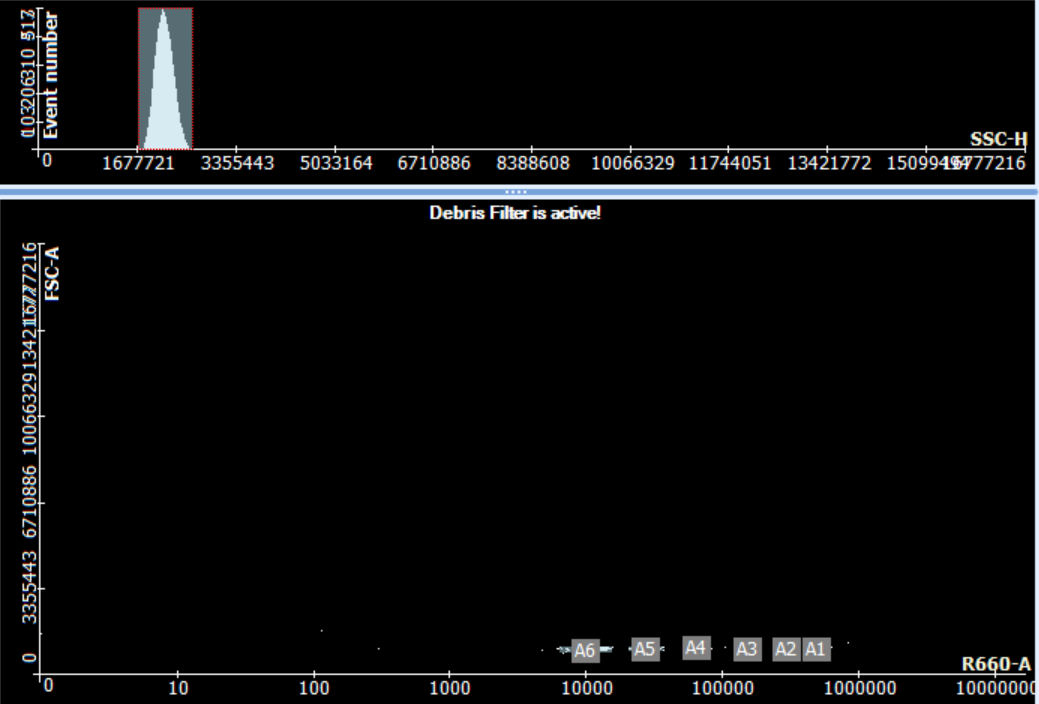 Event number
SSC-H
0 1677721 3355443 5033164 6710886 8388608 10066329 11744051 13421772
Debris Filter is active!
FSC-A
10066329
6710886
3355443
0
A6 A5 A4 A3 A2 A1
R660-A
0 10 100 1000 10000 100000 1000000 10000000